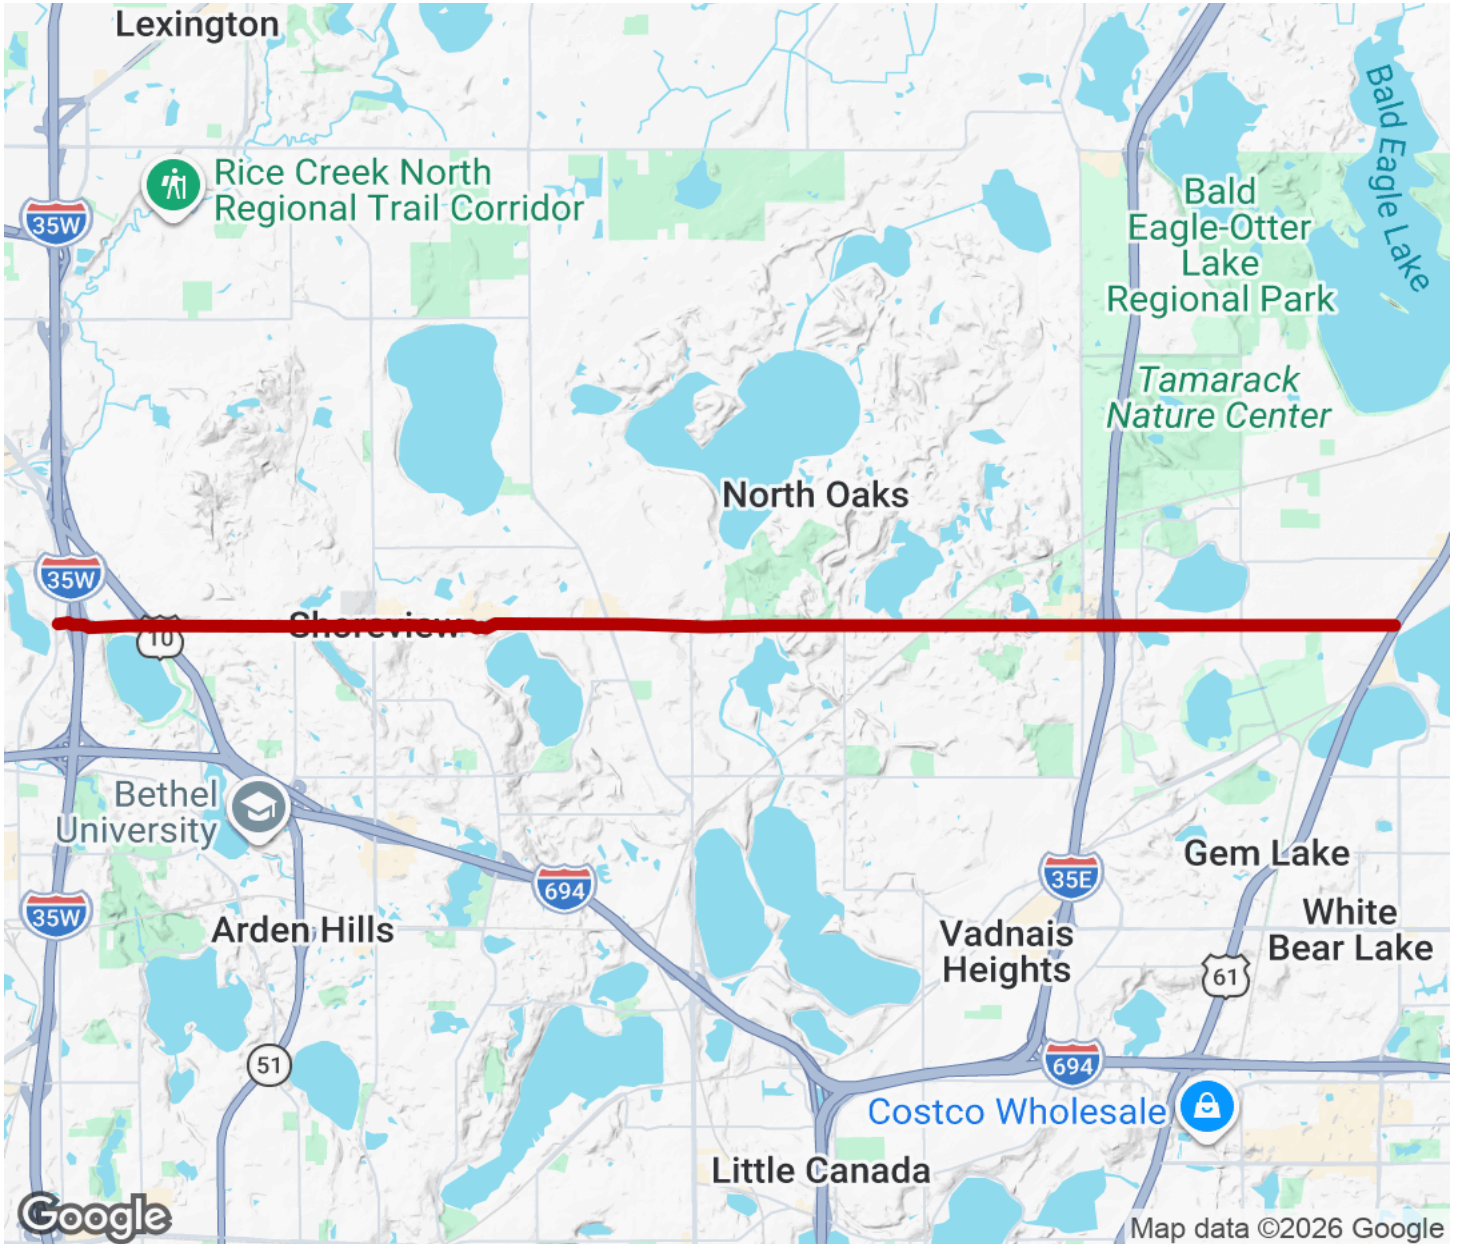 Lexington
Rice Creek North
Regional Trail Corridor
35W
Bald
Eagle-Otter
Lake
Regional Park
Bald Eagle Lake
Tamarack
Nature Center
North Oaks
35W
10
Shoreview
Bethel
University
694
35E
Gem Lake
35W
Arden Hills
Vadnais
Heights
White
Bear Lake
61
51
694
Costco Wholesale
Little Canada
Google
Map data ©2026 Google